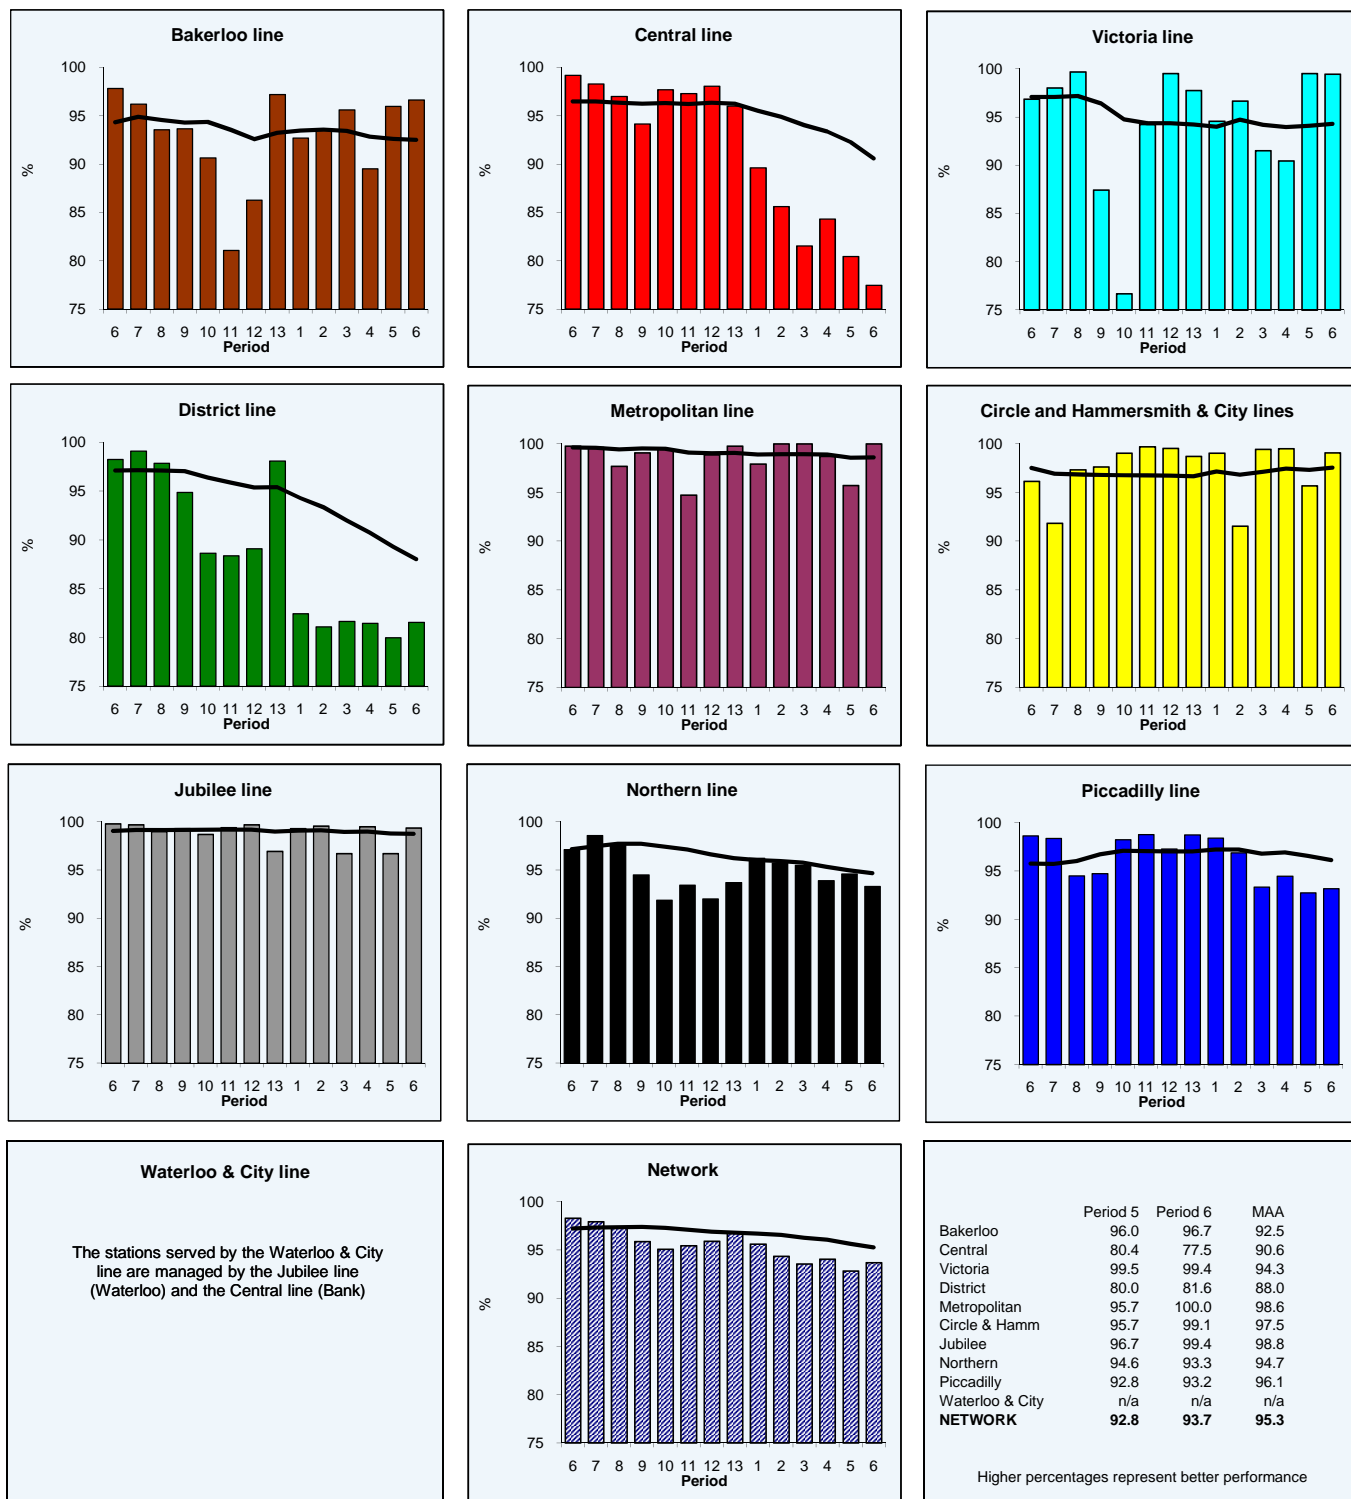 Bakerloo line
100
95
90
85
80
75
%
6 7 8 9 10 11 12 13 1 2 3 4 5 6
Period
Central line
100
95
90
85
80
75
%
6 7 8 9 10 11 12 13 1 2 3 4 5 6
Period
Victoria line
100
95
90
85
80
75
%
6 7 8 9 10 11 12 13 1 2 3 4 5 6
Period
District line
100
95
90
85
80
75
%
6 7 8 9 10 11 12 13 1 2 3 4 5 6
Period
Metropolitan line
100
95
90
85
80
75
%
6 7 8 9 10 11 12 13 1 2 3 4 5 6
Period
Circle and Hammersmith & City lines
100
95
90
85
80
75
%
6 7 8 9 10 11 12 13 1 2 3 4 5 6
Period
Jubilee line
100
95
90
85
80
75
%
6 7 8 9 10 11 12 13 1 2 3 4 5 6
Period
Northern line
100
95
90
85
80
75
%
6 7 8 9 10 11 12 13 1 2 3 4 5 6
Period
Piccadilly line
100
95
90
85
80
75
%
6 7 8 9 10 11 12 13 1 2 3 4 5 6
Period
Waterloo & City line
The stations served by the Waterloo & City
line are managed by the Jubilee line
(Waterloo) and the Central line (Bank)
Network
100
95
90
85
80
75
%
6 7 8 9 10 11 12 13 1 2 3 4 5 6
Period
Period 5 Period 6 MAA
Bakerloo 96.0 96.7 92.5
Central 80.4 77.5 90.6
Victoria 99.5 99.4 94.3
District 80.0 81.6 88.0
Metropolitan 95.7 100.0 98.6
Circle & Hamm 95.7 99.1 97.5
Jubilee 96.7 99.4 98.8
Northern 94.6 93.3 94.7
Piccadilly 92.8 93.2 96.1
Waterloo & City n/a n/a n/a
NETWORK 92.8 93.7 95.3
Higher percentages represent better performance